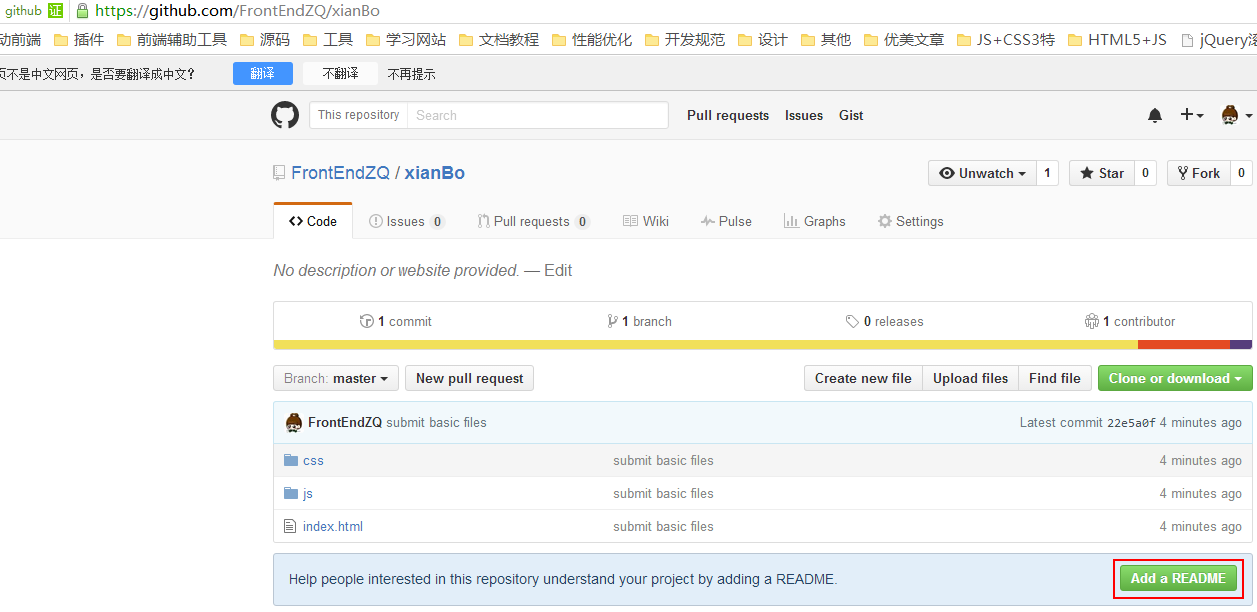 github 证 https://github.com/FrontEndZQ/xianBo
动前端 插件 前端辅助工具 源码 工具 学习网站 文档教程 性能优化 开发规范 设计 其他 优美文章 JS+CSS3特 HTML5+JS jQuery滚
页不是中文网页，是否要翻译成中文？ 翻译 不翻译 不再提示
This repository Search Pull requests Issues Gist
FrontEndZQ / xianBo Unwatch 1 Star 0 Fork 0
Code Issues 0 Pull requests 0 Wiki Pulse Graphs Settings
No description or website provided. — Edit
1 commit 1 branch 0 releases 1 contributor
Branch: master New pull request Create new file Upload files Find file Clone or download
FrontEndZQ submit basic files Latest commit 22e5a0f 4 minutes ago
css submit basic files 4 minutes ago
js submit basic files 4 minutes ago
index.html submit basic files 4 minutes ago
Help people interested in this repository understand your project by adding a README. Add a README